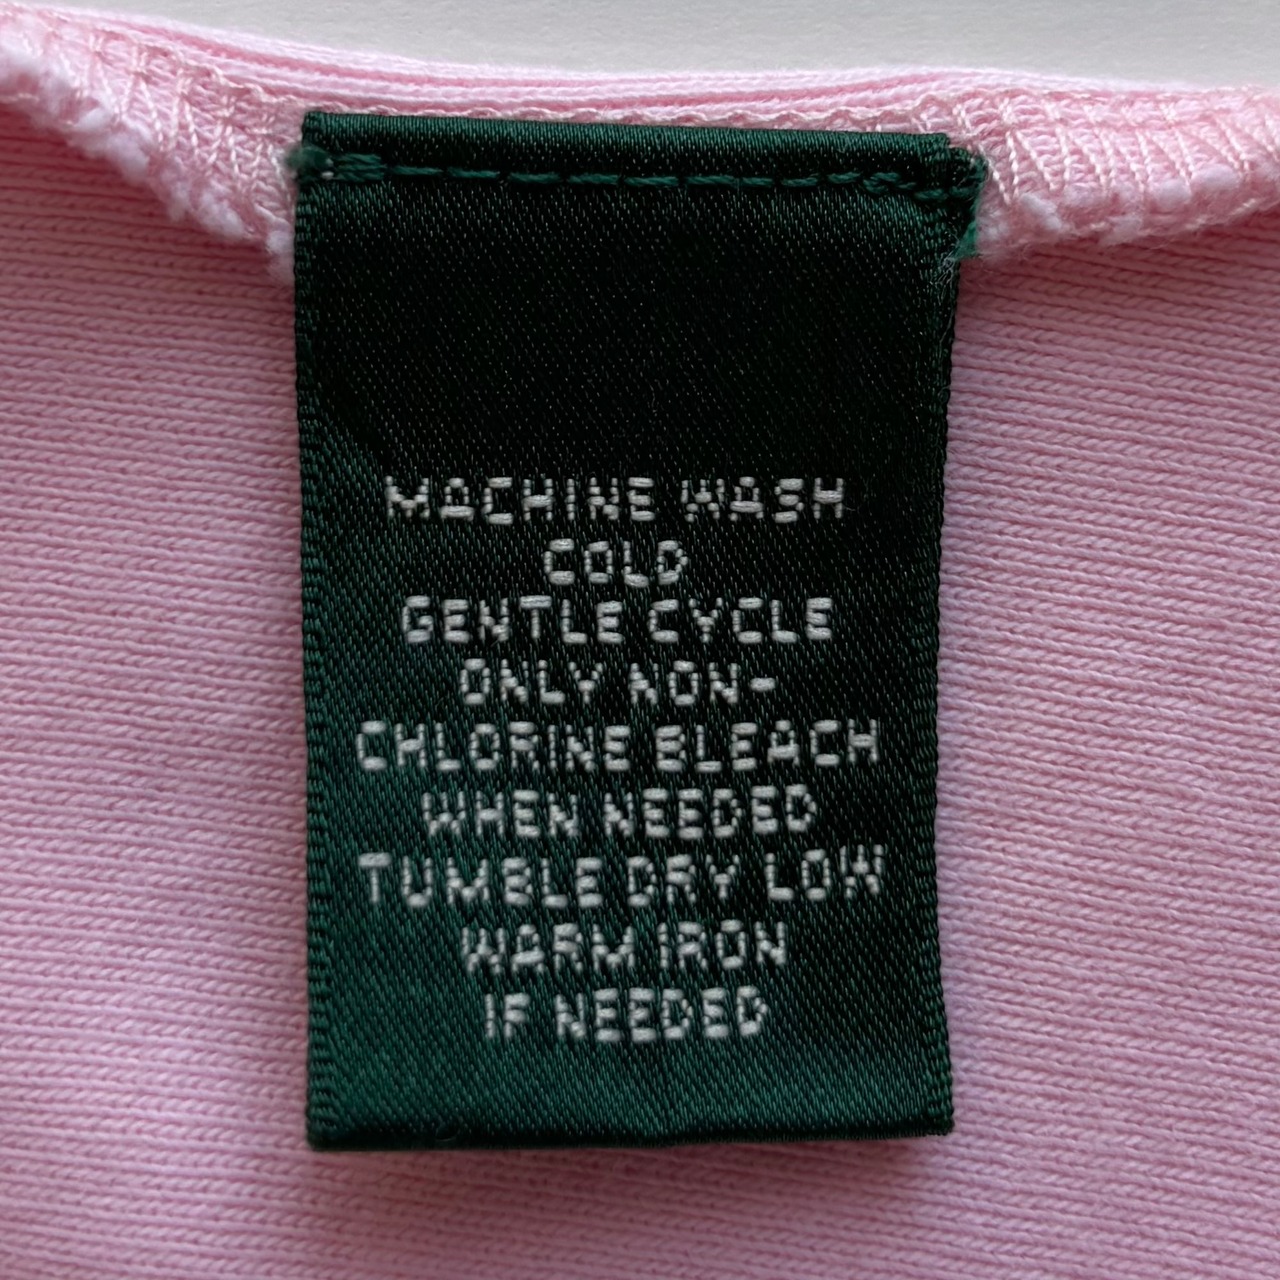 MACHINE WASH
COLD
GENTLE CYCLE
ONLY NON-
CHLORINE BLEACH
WHEN NEEDED
TUMBLE DRY LOW
WARM IRON
IF NEEDED